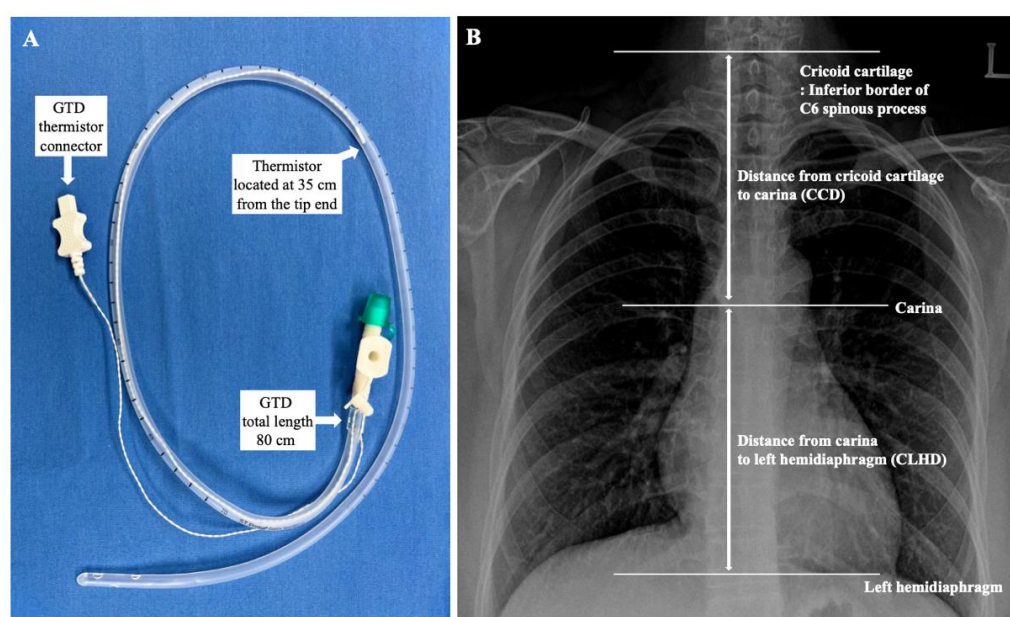 A
GTD
thermistor
connector
Thermistor
located at 35 cm
from the tip end
GTD
total length
80 cm
B
L
Cricoid cartilage
: Inferior border of
C6 spinous process
Distance from cricoid cartilage
to carina (CCD)
Carina
Distance from carina
to left hemidiaphragm (CLHD)
Left hemidiaphragm